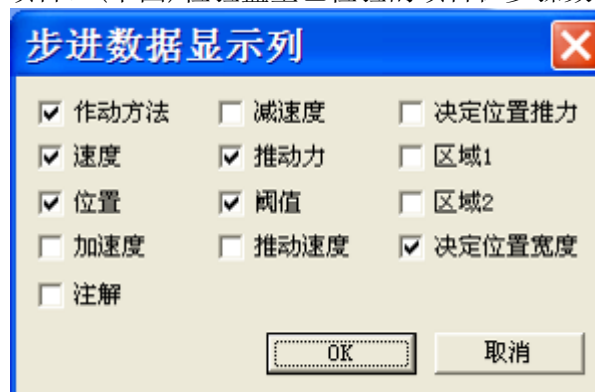 步进数据显示列
作动方法 减速度 决定位置推力
速度 推动力 区域1
位置 阈值 区域2
加速度 推动速度 决定位置宽度
注解
OK 取消